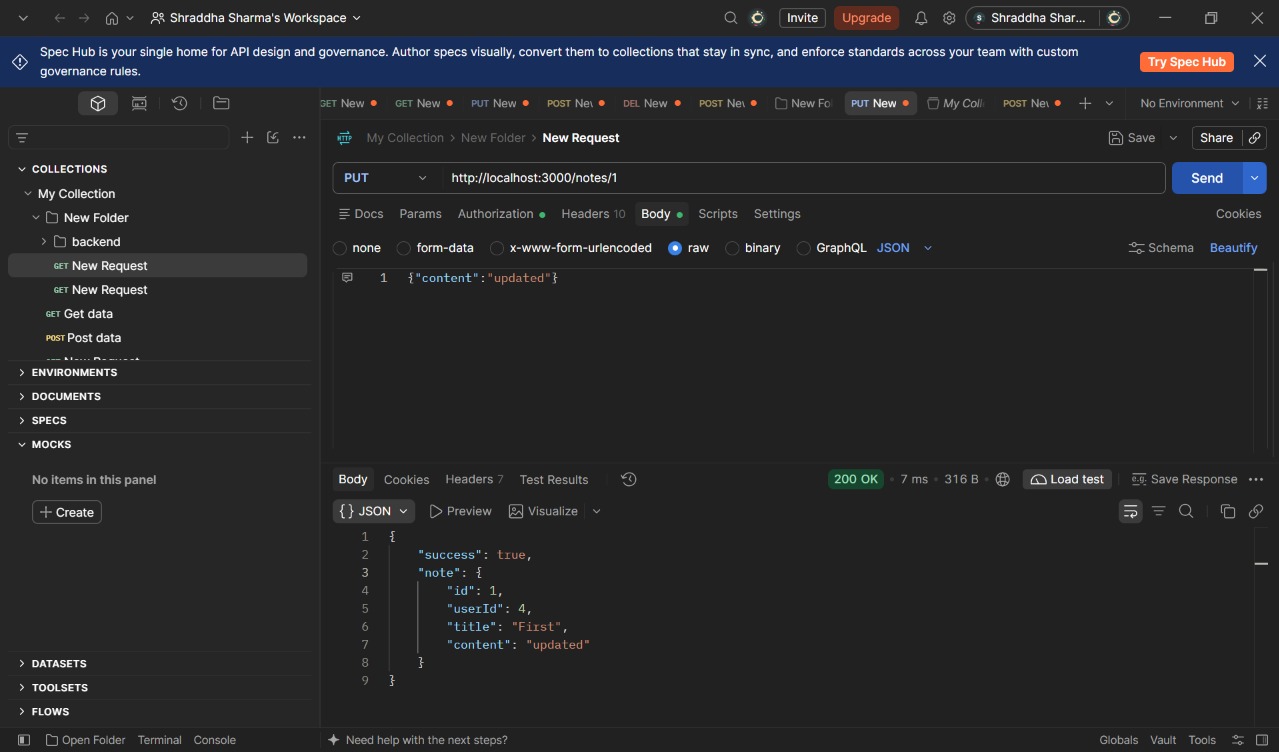 Shraddha Sharma's Workspace
Invite
Upgrade
S
Shraddha Shar...
Spec Hub is your single home for API design and governance. Author specs visually, convert them to collections that stay in sync, and enforce standards across your team with custom
governance rules.
Try Spec Hub
GET New
GET New
PUT New
POST Nev
DEL New
POST Nev
New Fo
PUT New
My Coll
POST Nev
No Environment
HTTP
My Collection > New Folder > New Request
Save
Share
COLLECTIONS
My Collection
New Folder
backend
GET New Request
GET New Request
GET Get data
POST Post data
ENVIRONMENTS
DOCUMENTS
SPECS
MOCKS
No items in this panel
Create
DATASETS
TOOLSETS
FLOWS
PUT
http://localhost:3000/notes/1
Send
Docs
Params
Authorization
Headers 10
Body
Scripts
Settings
Cookies
none
form-data
x-www-form-urlencoded
raw
binary
GraphQL
JSON
Schema
Beautify
1 {"content":"updated"}
Body
Cookies
Headers 7
Test Results
200 OK
7 ms
316 B
Load test
e.g. Save Response
{} JSON
Preview
Visualize
1 {
2 "success": true,
3 "note": {
4 "id": 1,
5 "userId": 4,
6 "title": "First",
7 "content": "updated"
8 }
9 }
Open Folder
Terminal
Console
Need help with the next steps?
Globals
Vault
Tools